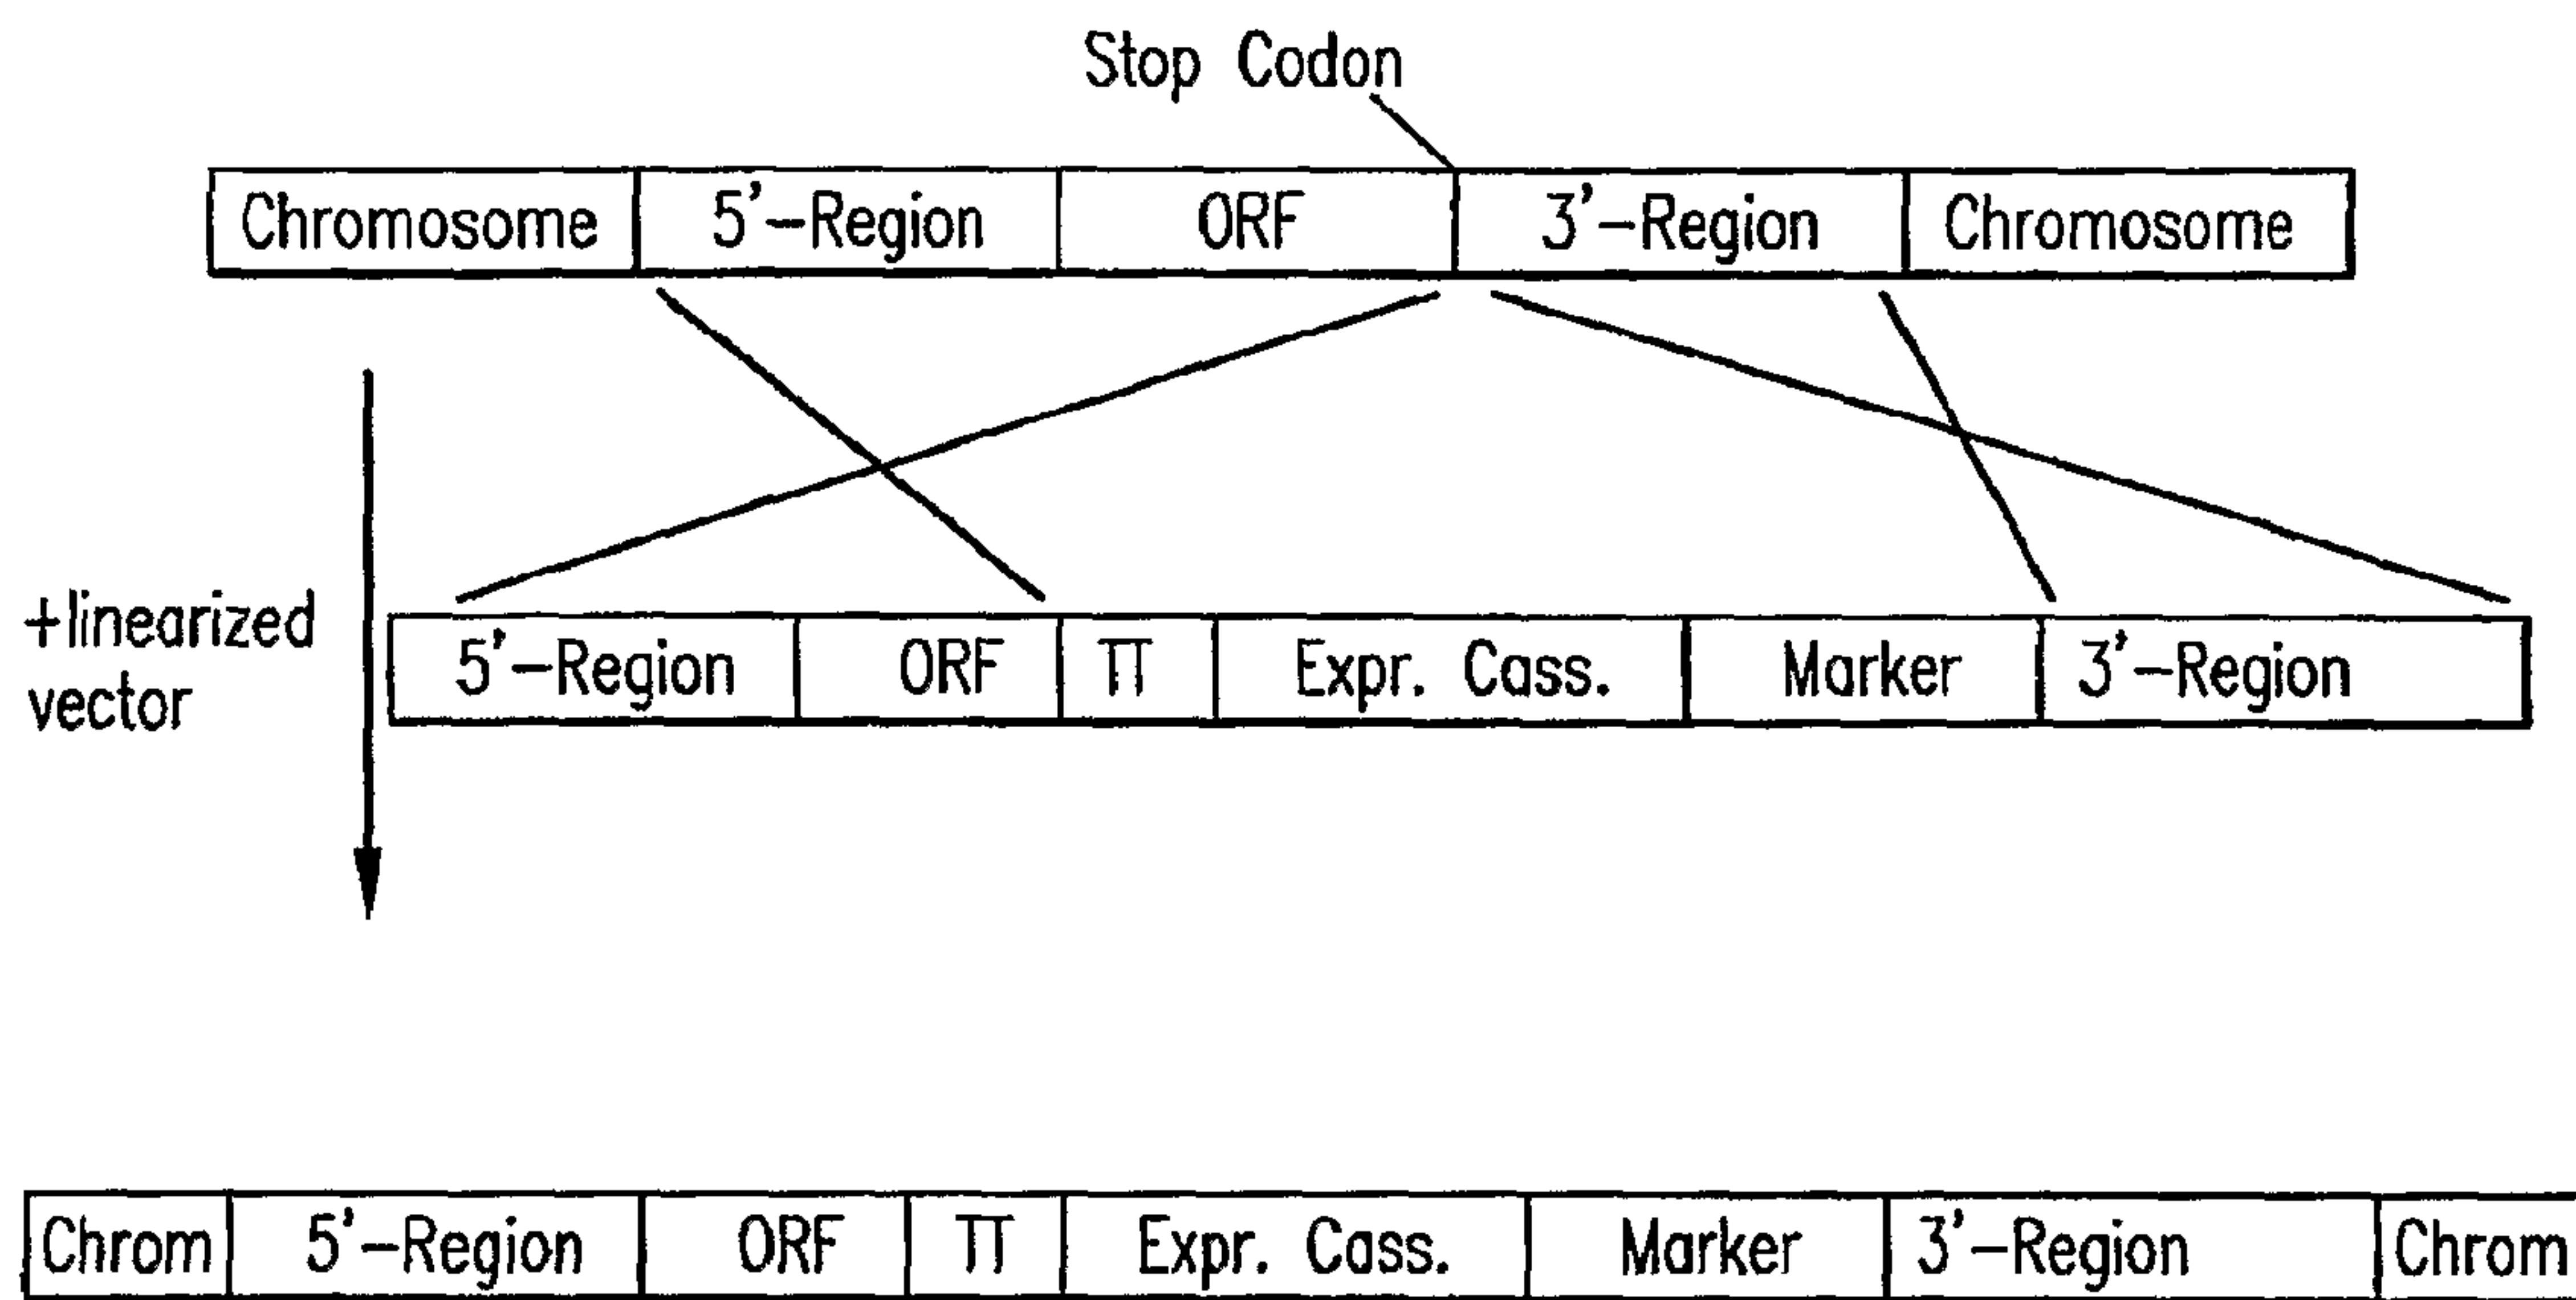 Stop Codon
Chromosome 5'-Region ORF 3'-Region Chromosome
+linearized
vector
5'-Region ORF TT Expr. Cass. Marker 3'-Region
Chrom 5'-Region ORF TT Expr. Cass. Marker 3'-Region Chrom